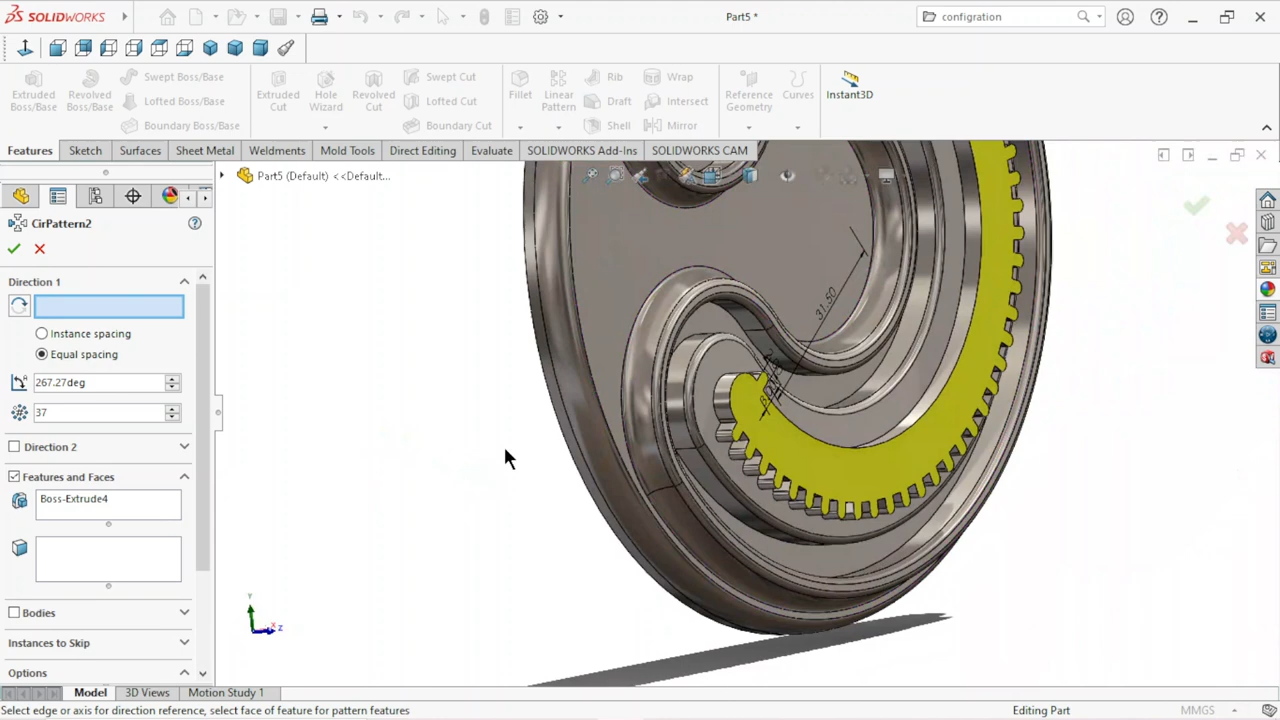 SOLIDWORKS
Part5 *
configration
Extruded Boss/Base
Revolved Boss/Base
Swept Boss/Base
Lofted Boss/Base
Boundary Boss/Base
Extruded Cut
Hole Wizard
Revolved Cut
Swept Cut
Lofted Cut
Boundary Cut
Fillet
Linear Pattern
Rib
Draft
Shell
Wrap
Intersect
Mirror
Reference Geometry
Curves
Instant3D
Features Sketch Surfaces Sheet Metal Weldments Mold Tools Direct Editing Evaluate SOLIDWORKS Add-Ins SOLIDWORKS CAM
Part5 (Default) <<Default...
CirPattern2
Direction 1
Instance spacing
Equal spacing
267.27deg
37
Direction 2
Features and Faces
Boss-Extrude4
Bodies
Instances to Skip
Options
31.50
Y
X
Z
Model 3D Views Motion Study 1
Select edge or axis for direction reference, select face of feature for pattern features
Editing Part
MMGS